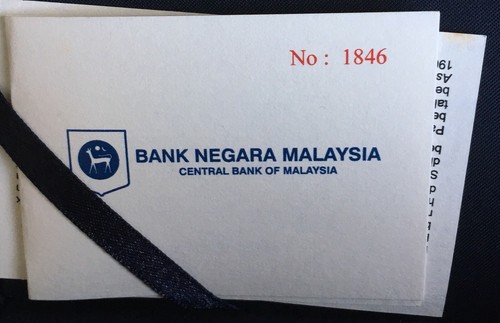 No : 1846
BANK NEGARA MALAYSIA
CENTRAL BANK OF MALAYSIA